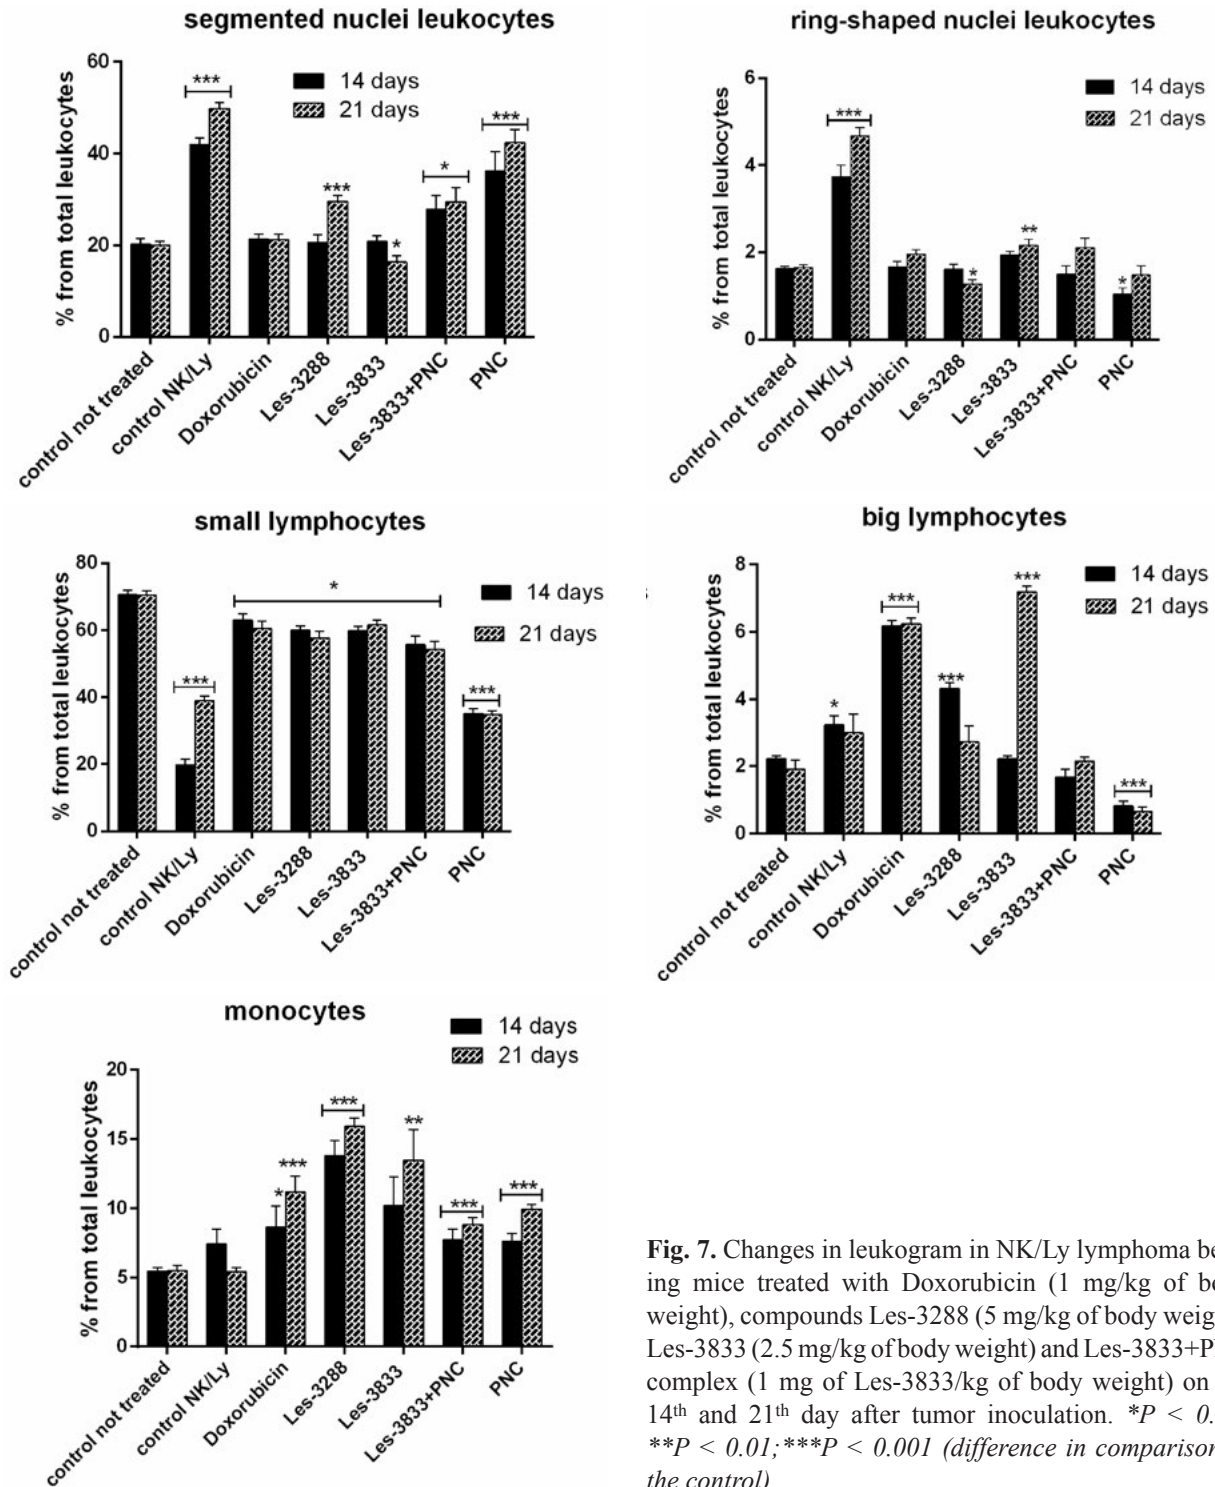 segmented nuclei leukocytes
% from total leukocytes
60
40
20
0
14 days
21 days
***
***
*
*
***
control not treated
control NK/Ly
Doxorubicin
Les-3288
Les-3833
Les-3833+PNC
PNC
ring-shaped nuclei leukocytes
% from total leukocytes
6
4
2
0
14 days
21 days
***
*
**
*
control not treated
control NK/Ly
Doxorubicin
Les-3288
Les-3833
Les-3833+PNC
PNC
small lymphocytes
% from total leukocytes
80
60
40
20
0
14 days
21 days
***
*
***
control not treated
control NK/Ly
Doxorubicin
Les-3288
Les-3833
Les-3833+PNC
PNC
big lymphocytes
% from total leukocytes
8
6
4
2
0
14 days
21 days
*
***
***
***
***
control not treated
control NK/Ly
Doxorubicin
Les-3288
Les-3833
Les-3833+PNC
PNC
monocytes
% from total leukocytes
20
15
10
5
0
14 days
21 days
*
***
***
**
***
***
control not treated
control NK/Ly
Doxorubicin
Les-3288
Les-3833
Les-3833+PNC
PNC
Fig. 7. Changes in leukogram in NK/Ly lymphoma be
ing mice treated with Doxorubicin (1 mg/kg of bo
weight), compounds Les-3288 (5 mg/kg of body weig
Les-3833 (2.5 mg/kg of body weight) and Les-3833+P
complex (1 mg of Les-3833/kg of body weight) on
14th and 21th day after tumor inoculation. *P < 0.
**P < 0.01; ***P < 0.001 (difference in comparison
the control)